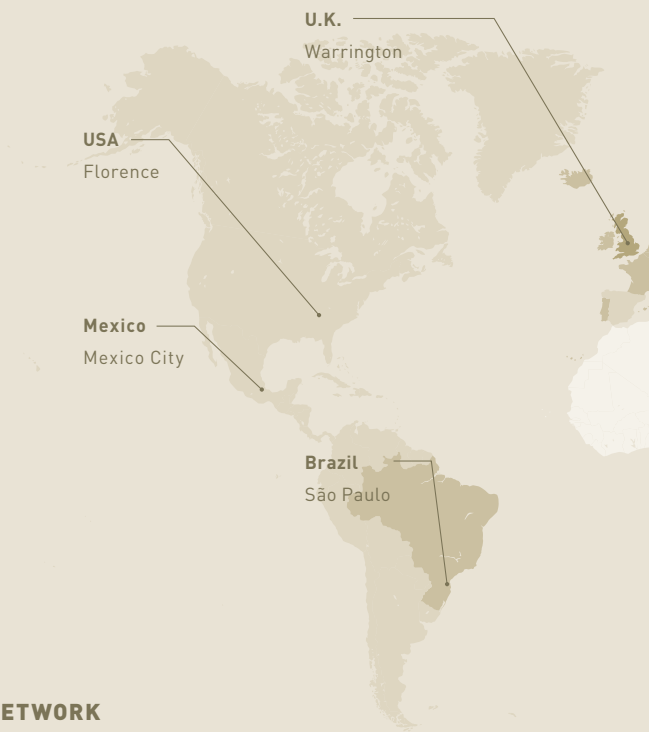 U.K.
Warrington
USA
Florence
Mexico
Mexico City
Brazil
São Paulo
ETWORK